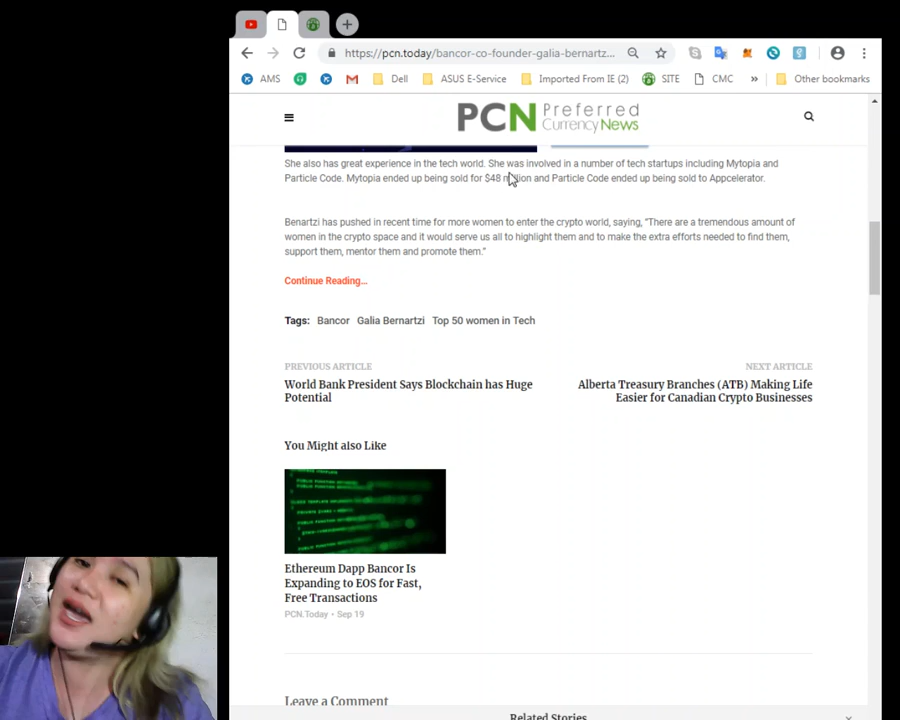 https://pcn.today/bancor-co-founder-galia-bernartz...
AMS
Dell
ASUS E-Service
Imported From IE (2)
SITE
CMC
»
Other bookmarks
PCN Preferred
Currency News
She also has great experience in the tech world. She was involved in a number of tech startups including Mytopia and
Particle Code. Mytopia ended up being sold for $48 million and Particle Code ended up being sold to Appcelerator.
Benartzi has pushed in recent time for more women to enter the crypto world, saying, "There are a tremendous amount of
women in the crypto space and it would serve us all to highlight them and to make the extra efforts needed to find them,
support them, mentor them and promote them."
Continue Reading...
Tags: Bancor Galia Bernartzi Top 50 women in Tech
PREVIOUS ARTICLE
World Bank President Says Blockchain has Huge
Potential
NEXT ARTICLE
Alberta Treasury Branches (ATB) Making Life
Easier for Canadian Crypto Businesses
You Might also Like
Ethereum Dapp Bancor Is
Expanding to EOS for Fast,
Free Transactions
PCN.Today • Sep 19
Leave a Comment
Related Stories